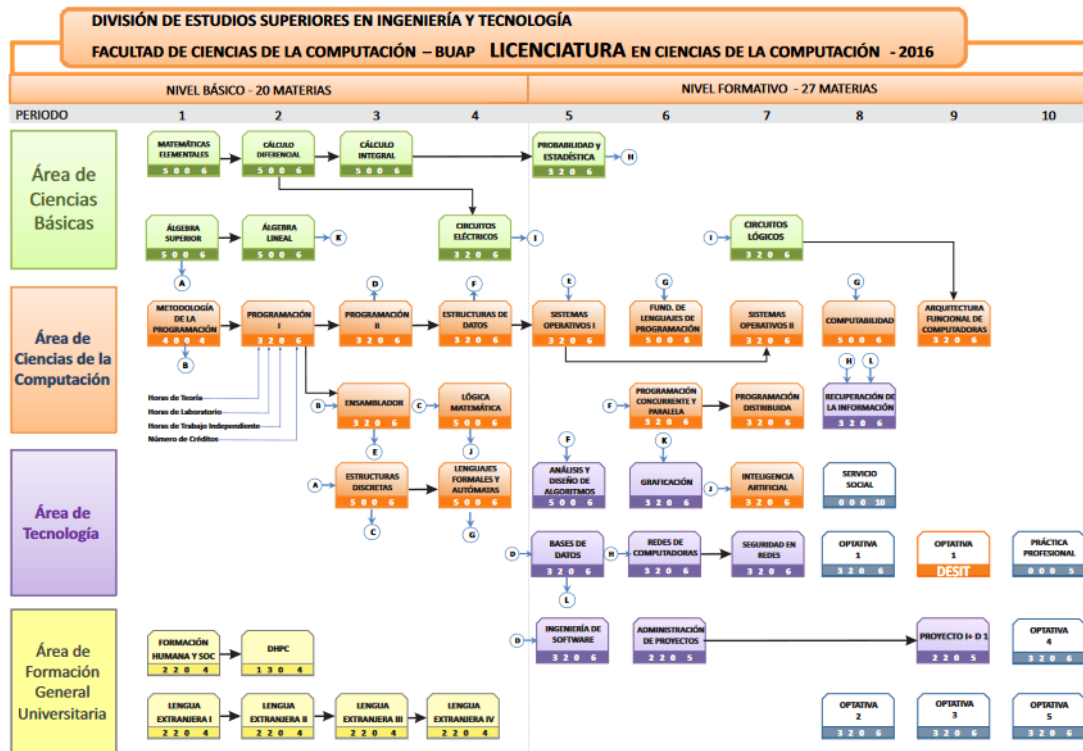 DIVISIÓN DE ESTUDIOS SUPERIORES EN INGENIERÍA Y TECNOLOGÍA
FACULTAD DE CIENCIAS DE LA COMPUTACIÓN – BUAP LICENCIATURA EN CIENCIAS DE LA COMPUTACIÓN - 2016
NIVEL BÁSICO - 20 MATERIAS
NIVEL FORMATIVO - 27 MATERIAS
PERIODO 1 2 3 4 5 6 7 8 9 10
Área de
Ciencias
Básicas
MATEMÁTICAS
ELEMENTALES
5 0 0 6
CÁLCULO
DIFERENCIAL
5 0 0 6
CÁLCULO
INTEGRAL
5 0 0 6
PROBABILIDAD y
ESTADÍSTICA
3 2 0 6
H
ÁLGEBRA
SUPERIOR
5 0 0 6
A
ÁLGEBRA
LINEAL
5 0 0 6
K
CIRCUITOS
ELÉCTRICOS
3 2 0 6
I
I
CIRCUITOS
LÓGICOS
3 2 0 6
Área de
Ciencias de la
Computación
METODOLOGÍA
DE LA
PROGRAMACIÓN
4 0 0 4
B
PROGRAMACIÓN
I
3 2 0 6
D
PROGRAMACIÓN
II
3 2 0 6
F
ESTRUCTURAS
DE DATOS
3 2 0 6
E
SISTEMAS
OPERATIVOS I
3 2 0 6
G
FUND. DE
LENGUAJES DE
PROGRAMACIÓN
5 0 0 6
SISTEMAS
OPERATIVOS II
3 2 0 6
G
COMPUTABILIDAD
5 0 0 6
ARQUITECTURA
FUNCIONAL DE
COMPUTADORAS
3 2 0 6
Horas de Teoría
Horas de Laboratorio
Horas de Trabajo Independiente
Número de Créditos
B
ENSAMBLADOR
3 2 0 6
E
C
LÓGICA
MATEMÁTICA
5 0 0 6
J
F
PROGRAMACIÓN
CONCURRENTE Y
PARALELA
3 2 0 6
PROGRAMACIÓN
DISTRIBUIDA
3 2 0 6
H L
RECUPERACIÓN
DE LA
INFORMACIÓN
3 2 0 6
Área de
Tecnología
A
ESTRUCTURAS
DISCRETAS
5 0 0 6
C
LENGUAJES
FORMALES Y
AUTÓMATAS
5 0 0 6
G
F
ANÁLISIS Y
DISEÑO DE
ALGORITMOS
5 0 0 6
K
GRAFICACIÓN
3 2 0 6
J
INTELIGENCIA
ARTIFICIAL
3 2 0 6
SERVICIO
SOCIAL
0 0 0 10
D
BASES DE
DATOS
3 2 0 6
L
H
REDES DE
COMPUTADORAS
3 2 0 6
SEGURIDAD EN
REDES
3 2 0 6
OPTATIVA
1
3 2 0 6
OPTATIVA
1
DESIT
PRÁCTICA
PROFESIONAL
0 0 0 5
Área de
Formación
General
Universitaria
FORMACIÓN
HUMANA Y SOC
2 2 0 4
DHPC
1 3 0 4
D
INGENIERÍA DE
SOFTWARE
3 2 0 6
ADMINISTRACIÓN
DE PROYECTOS
2 2 0 5
PROYECTO I+ D 1
2 2 0 5
OPTATIVA
4
3 2 0 6
LENGUA
EXTRANJERA I
2 2 0 4
LENGUA
EXTRANJERA II
2 2 0 4
LENGUA
EXTRANJERA III
2 2 0 4
LENGUA
EXTRANJERA IV
2 2 0 4
OPTATIVA
2
3 2 0 6
OPTATIVA
3
3 2 0 6
OPTATIVA
5
3 2 0 6